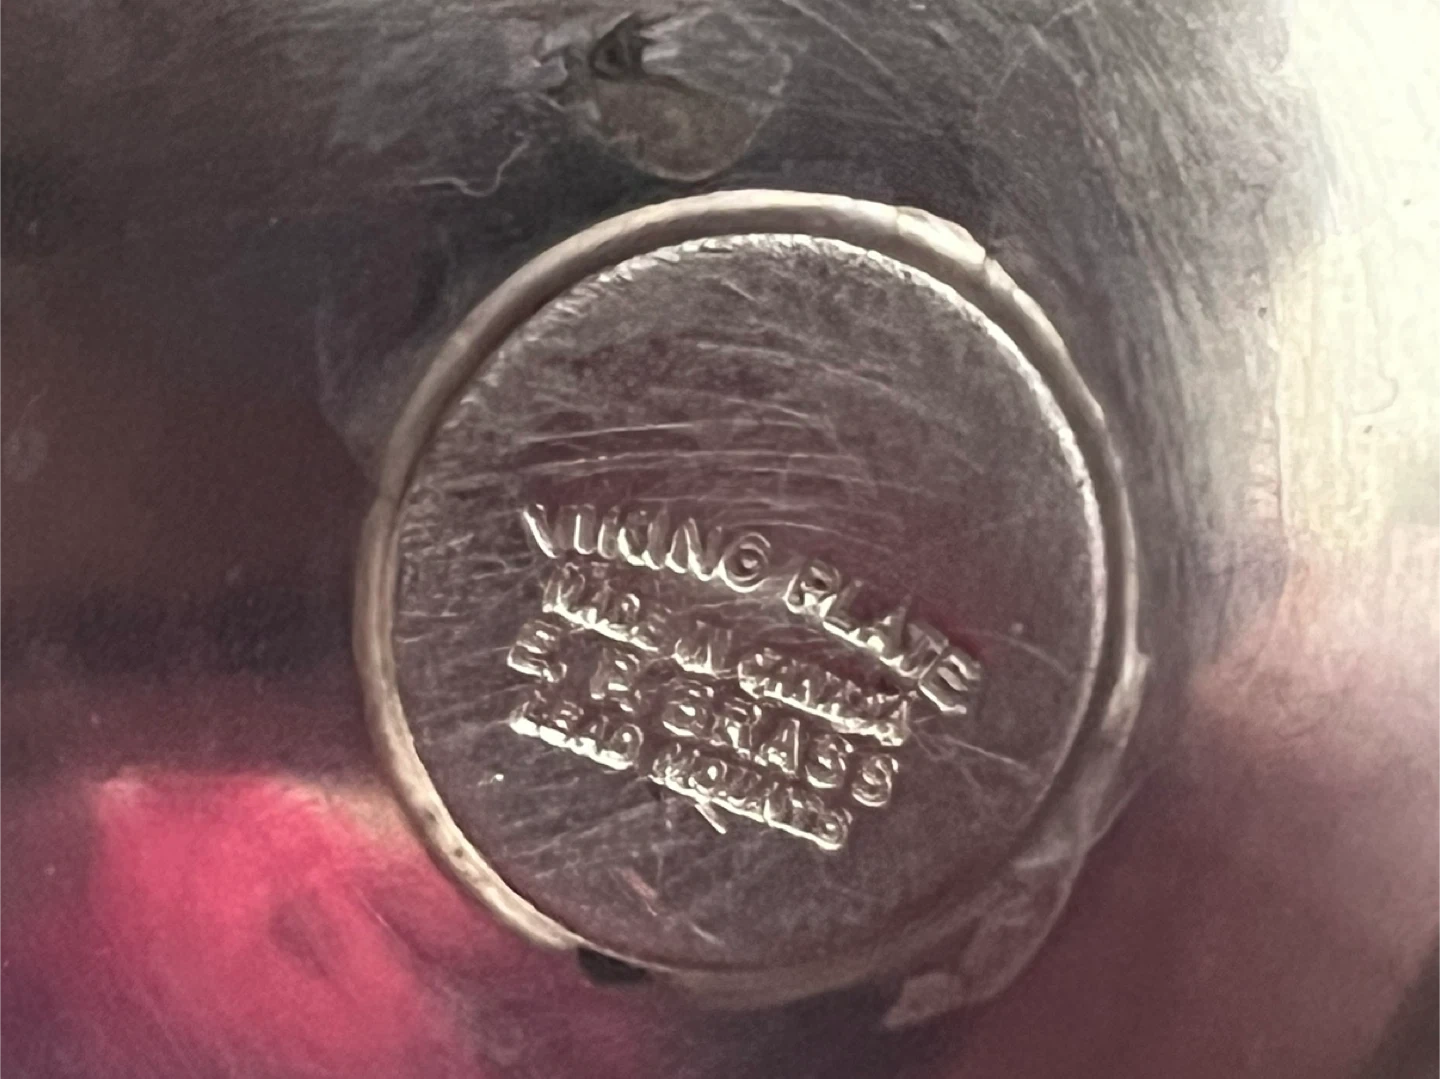 VIKING PLATE
MADE IN CANADA
E. P. BRASS
LEAD MOUNTS